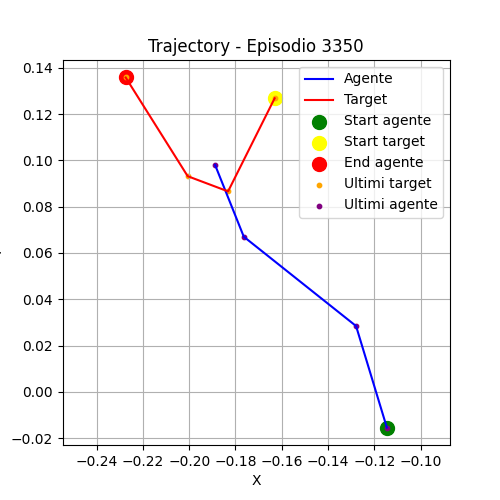 Trajectory - Episodio 3350
0.14
0.12
0.10
0.08
0.06
0.04
0.02
0.00
−0.02
Agente
Target
Start agente
Start target
End agente
Ultimi target
Ultimi agente
−0.24 −0.22 −0.20 −0.18 −0.16 −0.14 −0.12 −0.10
X